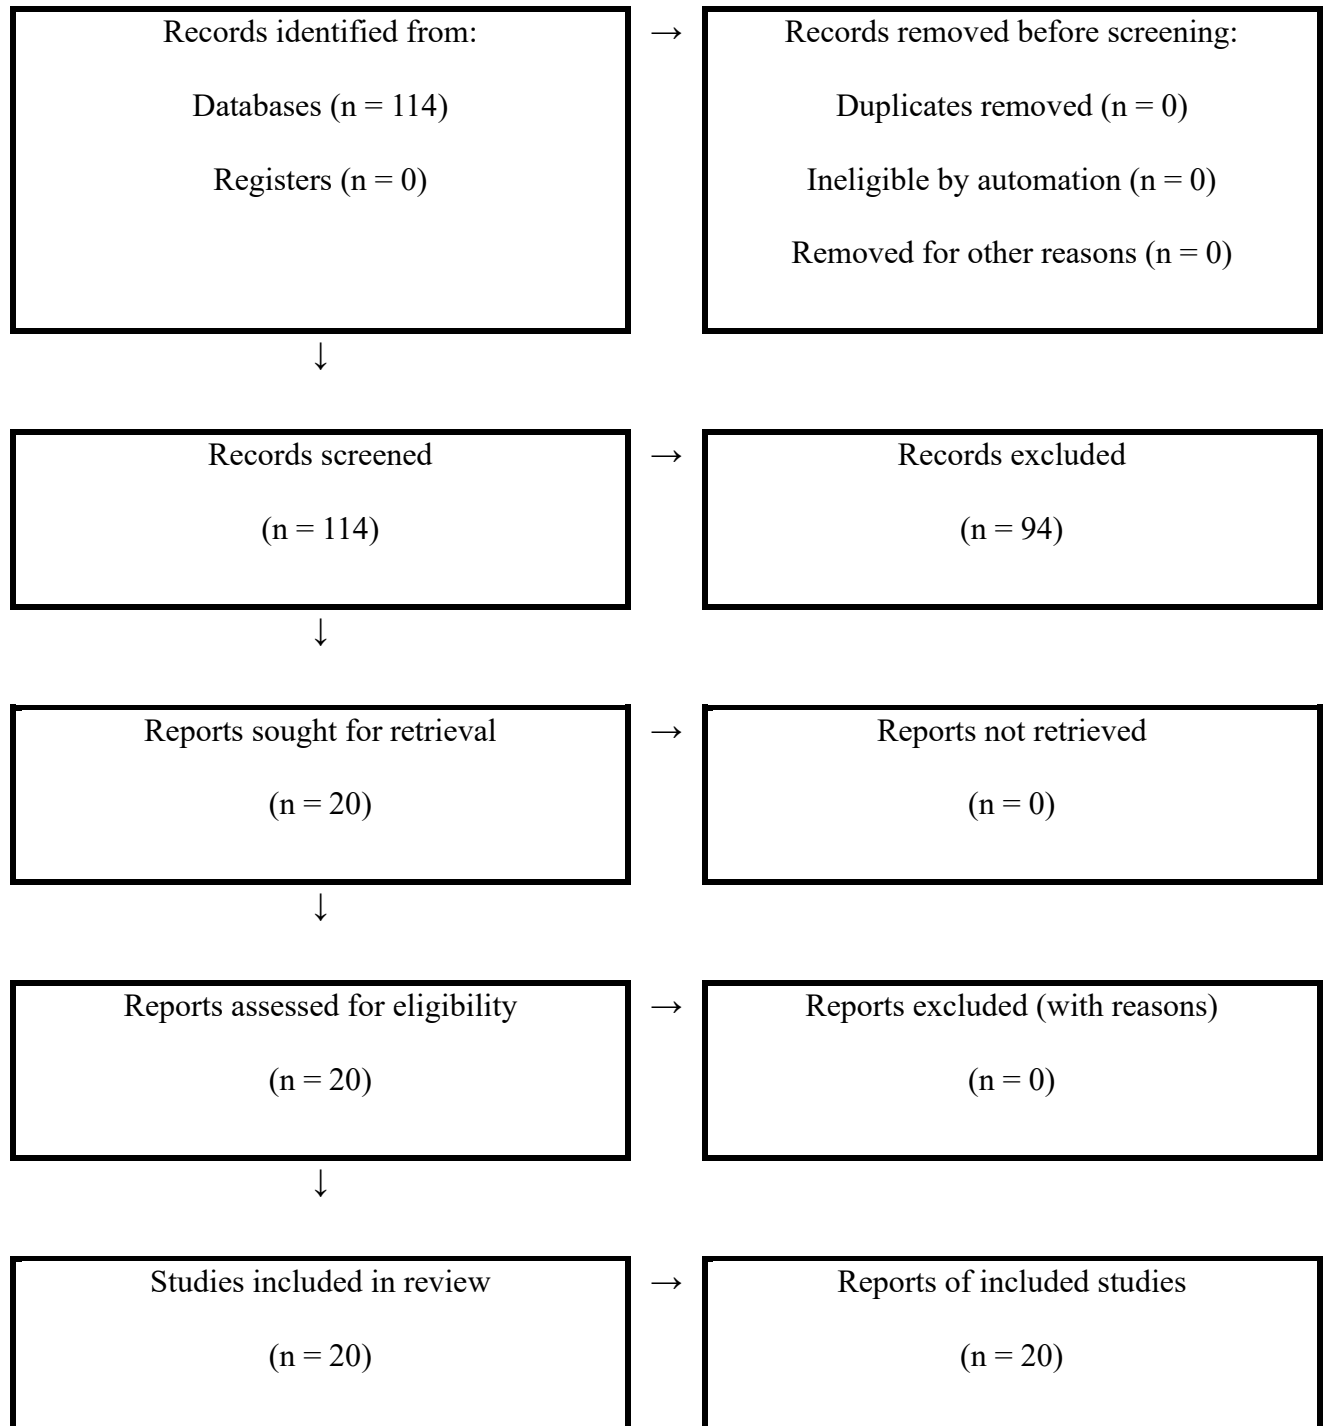 Records identified from:
→
Records removed before screening:
Databases (n = 114)
Duplicates removed (n = 0)
Registers (n = 0)
Ineligible by automation (n = 0)
Removed for other reasons (n = 0)
↓
Records screened
→
Records excluded
(n = 114)
(n = 94)
↓
Reports sought for retrieval
→
Reports not retrieved
(n = 20)
(n = 0)
↓
Reports assessed for eligibility
→
Reports excluded (with reasons)
(n = 20)
(n = 0)
↓
Studies included in review
→
Reports of included studies
(n = 20)
(n = 20)